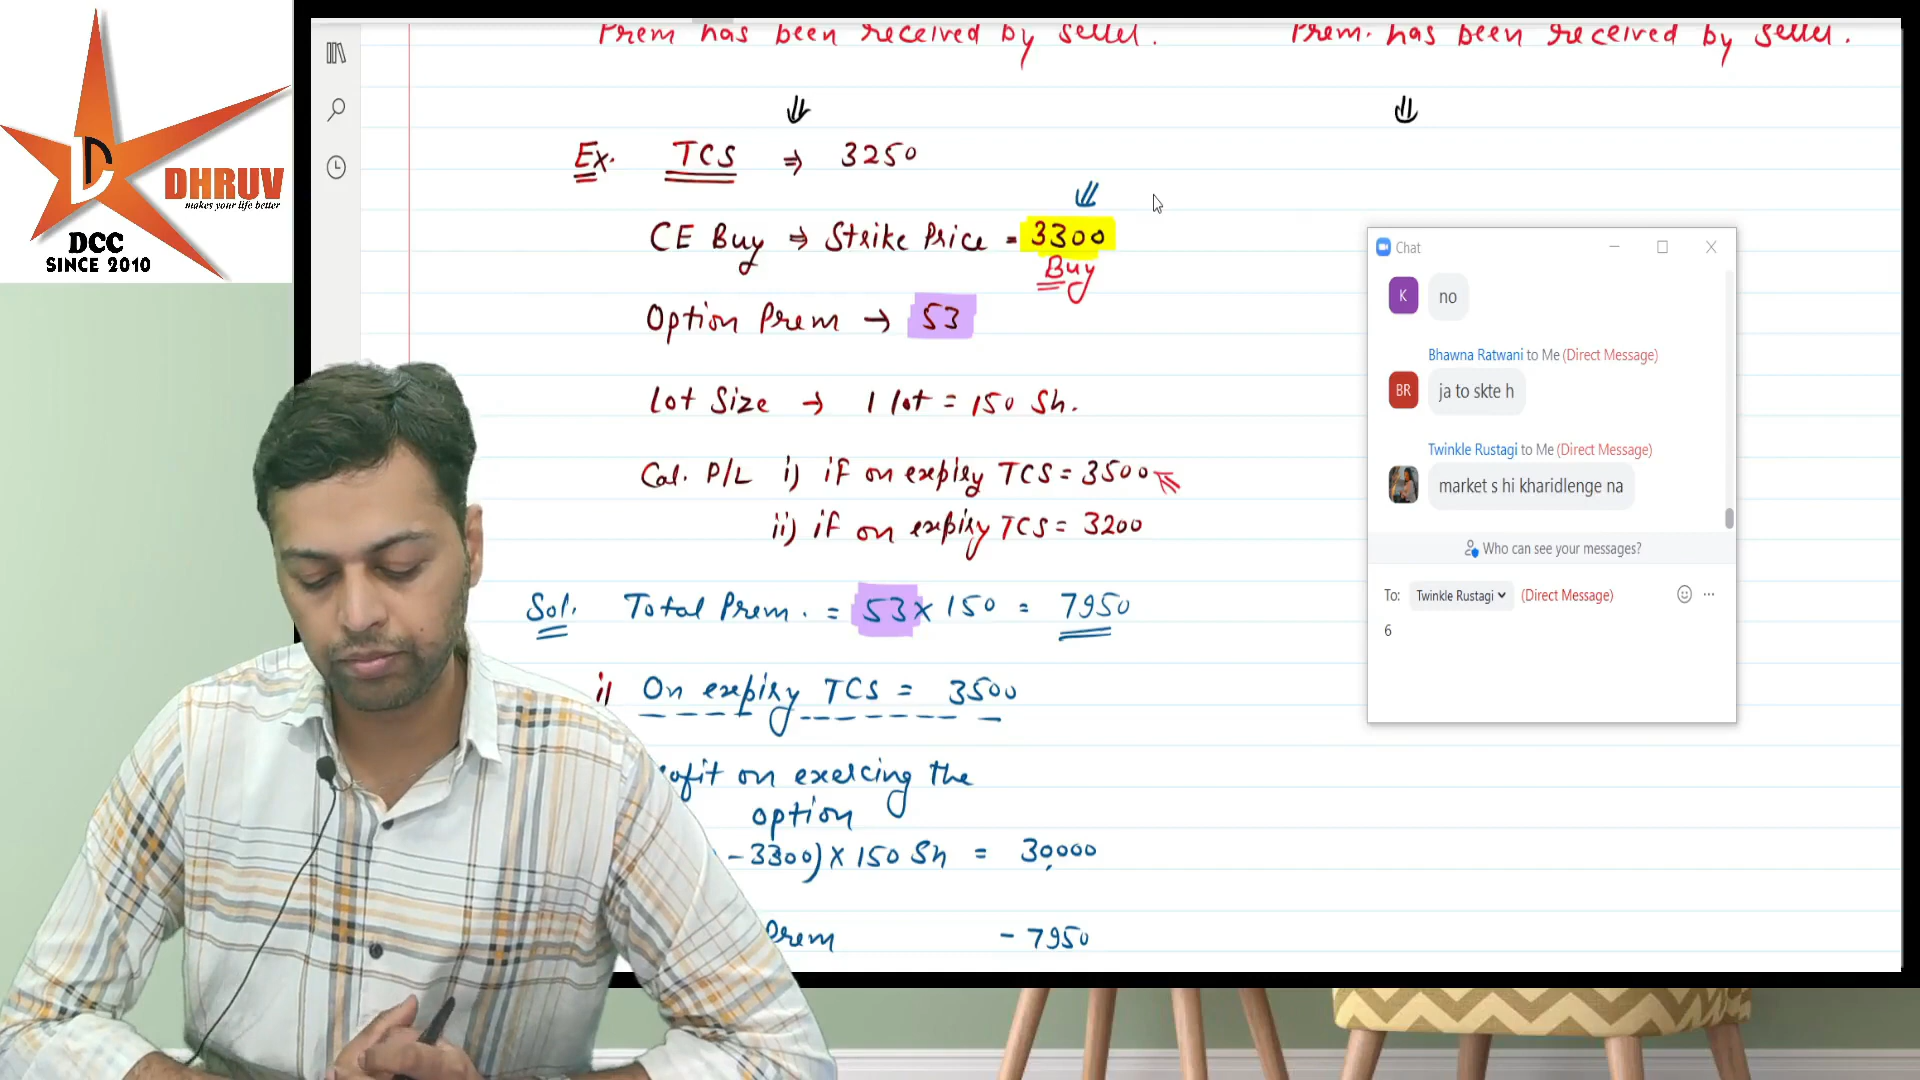 Prem has been received by seller.
Prem. has been received by seller.
DHRUV
makes your life better
DCC
SINCE 2010
Ex. TCS ⇒ 3250
CE Buy ⇒ Strike Price = 3300
Buy
Option Prem → 53
Lot Size → 1 lot = 150 Sh.
Cal. P/L i) if on expiry TCS = 3500
ii) if on expiry TCS = 3200
Sol. Total Prem. = 53 × 150 = 7950
i) On expiry TCS = 3500
ofit on exercing the
option
- 3300) × 150 Sh = 30,000
Prem - 7950
Chat
K
no
Bhawna Ratwani to Me (Direct Message)
BR
ja to skte h
Twinkle Rustagi to Me (Direct Message)
market s hi kharidlenge na
Who can see your messages?
To: Twinkle Rustagi (Direct Message)
6